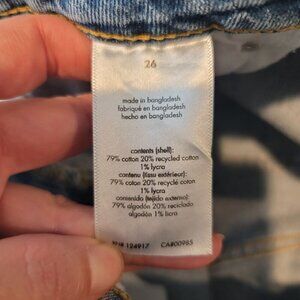 26
made in bangladesh
fabriqué en bangladesh
hecho en bangladesh
contents (shell):
79% cotton 20% recycled cotton
1% lycra
contenu (tissu extérieur):
79% coton 20% recyclé coton
1% lycra
contenido (tejido externo):
79% algodón 20% reciclado
algodón 1% licra
RN# 124917 CA#00985